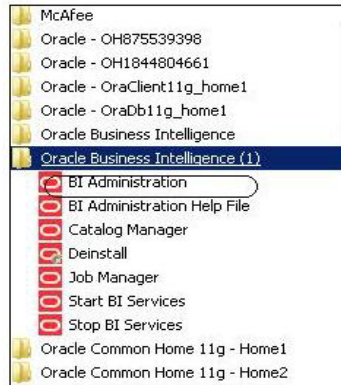 McAfee
Oracle - OH875539398
Oracle - OH1844804661
Oracle - OraClient11g_home1
Oracle - OraDb11g_home1
Oracle Business Intelligence
Oracle Business Intelligence (1)
BI Administration
BI Administration Help File
Catalog Manager
Deinstall
Job Manager
Start BI Services
Stop BI Services
Oracle Common Home 11g - Home1
Oracle Common Home 11g - Home2